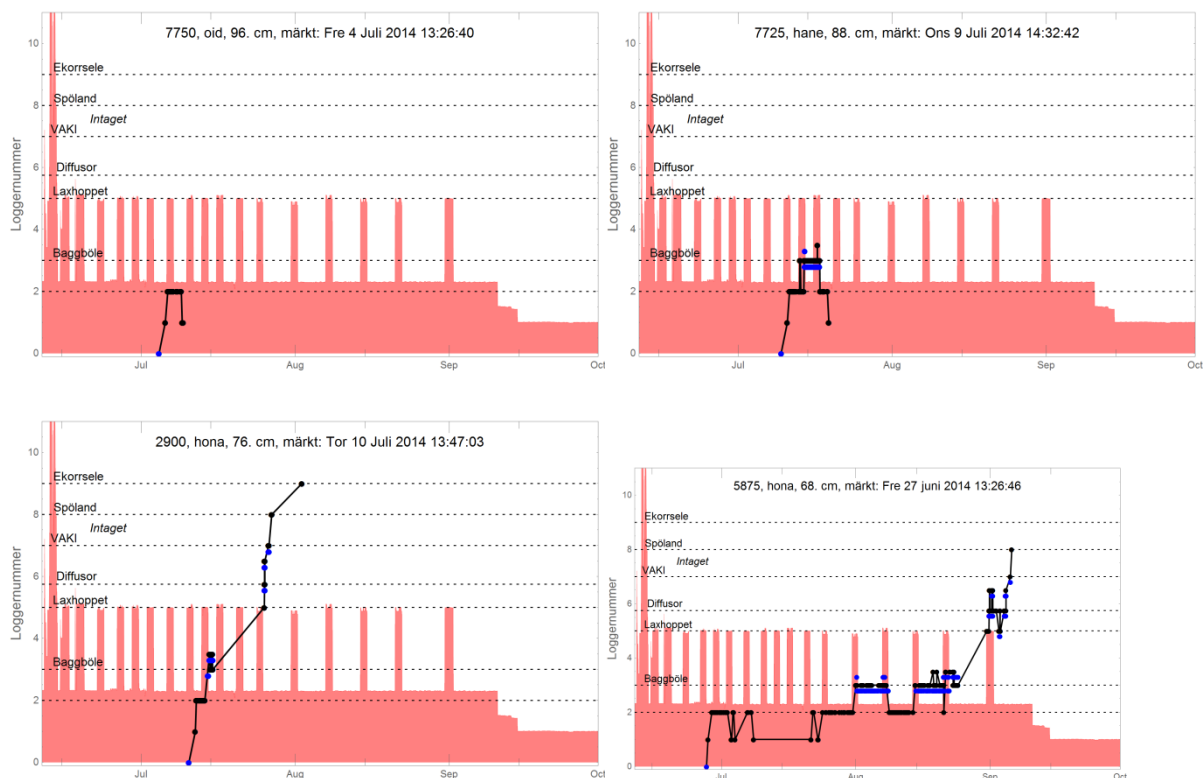 7750, oid, 96. cm, märkt: Fre 4 Juli 2014 13:26:40
10
Ekorrsele
8
Spöland
Intaget
VAKI
6
Diffusor
Laxhoppet
4
Baggböle
2
0
Loggernummer
Jul
Aug
Sep
Oct
7725, hane, 88. cm, märkt: Ons 9 Juli 2014 14:32:42
10
Ekorrsele
8
Spöland
Intaget
VAKI
6
Diffusor
Laxhoppet
4
Baggböle
2
0
Loggernummer
Jul
Aug
Sep
Oct
2900, hona, 76. cm, märkt: Tor 10 Juli 2014 13:47:03
10
Ekorrsele
8
Spöland
Intaget
VAKI
6
Diffusor
Laxhoppet
4
Baggböle
2
0
Loggernummer
Jul
Aug
Sep
Oct
5875, hona, 68. cm, märkt: Fre 27 juni 2014 13:26:46
10
Ekorrsele
8
Spöland
Intaget
VAKI
6
Diffusor
Laxhoppet
4
Baggböle
2
0
Loggernummer
Jul
Aug
Sep
Oct